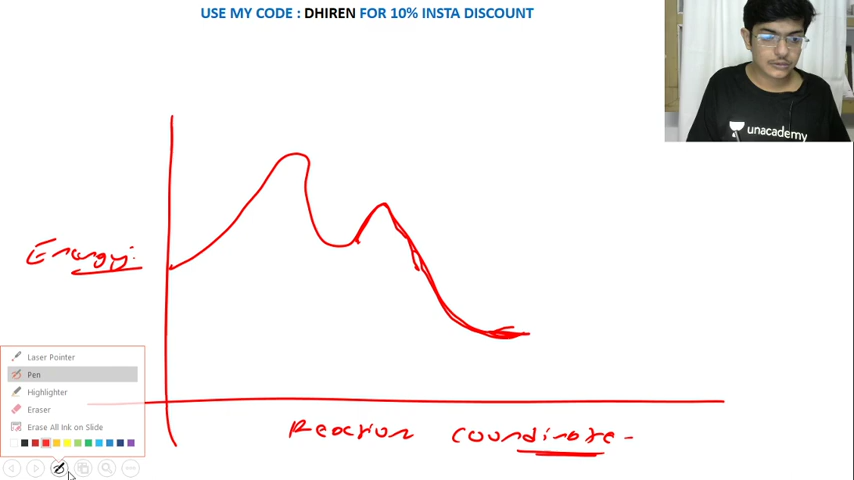 USE MY CODE : DHIREN FOR 10% INSTA DISCOUNT
unacademy
Energy:
Laser Pointer
Pen
Highlighter
Eraser
Erase All Ink on Slide
Reaction coordinate -